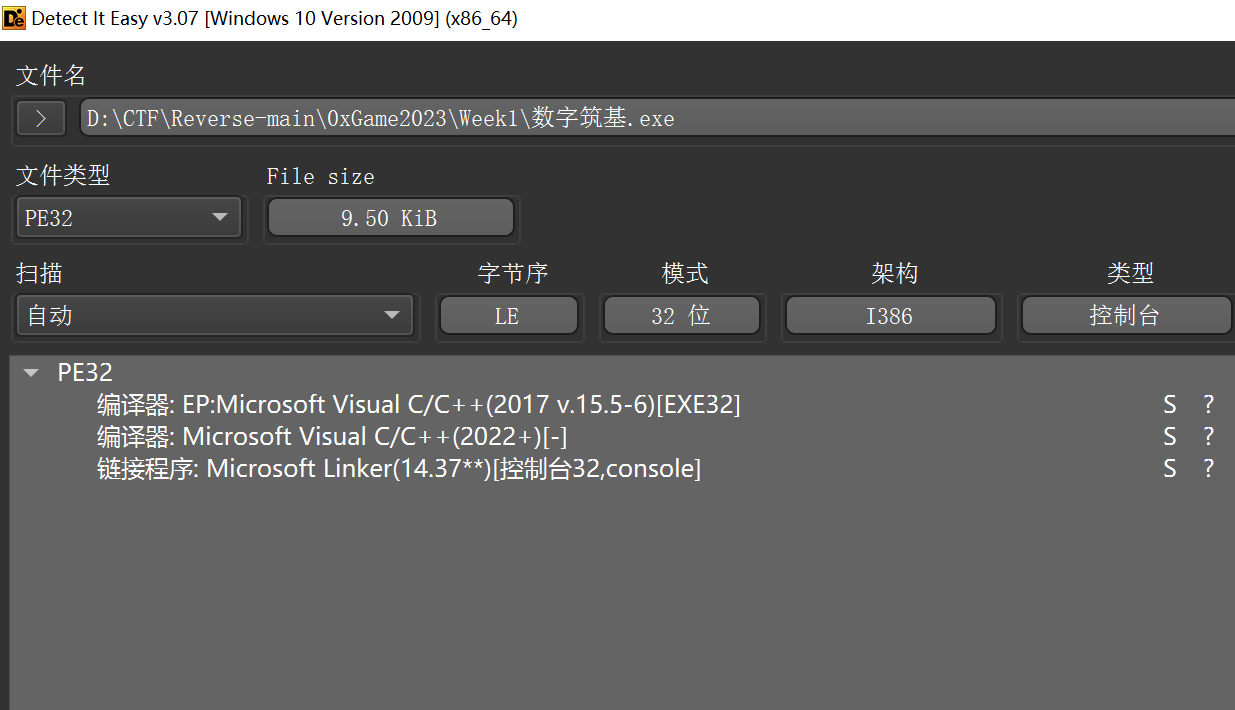 Detect It Easy v3.07 [Windows 10 Version 2009] (x86_64)
文件名
D:\CTF\Reverse-main\0xGame2023\Week1\数字筑基.exe
文件类型 File size
PE32 9.50 KiB
扫描 字节序 模式 架构 类型
自动 LE 32 位 I386 控制台
PE32
编译器: EP:Microsoft Visual C/C++(2017 v.15.5-6)[EXE32] S ?
编译器: Microsoft Visual C/C++(2022+)[-] S ?
链接程序: Microsoft Linker(14.37**)[控制台32,console] S ?